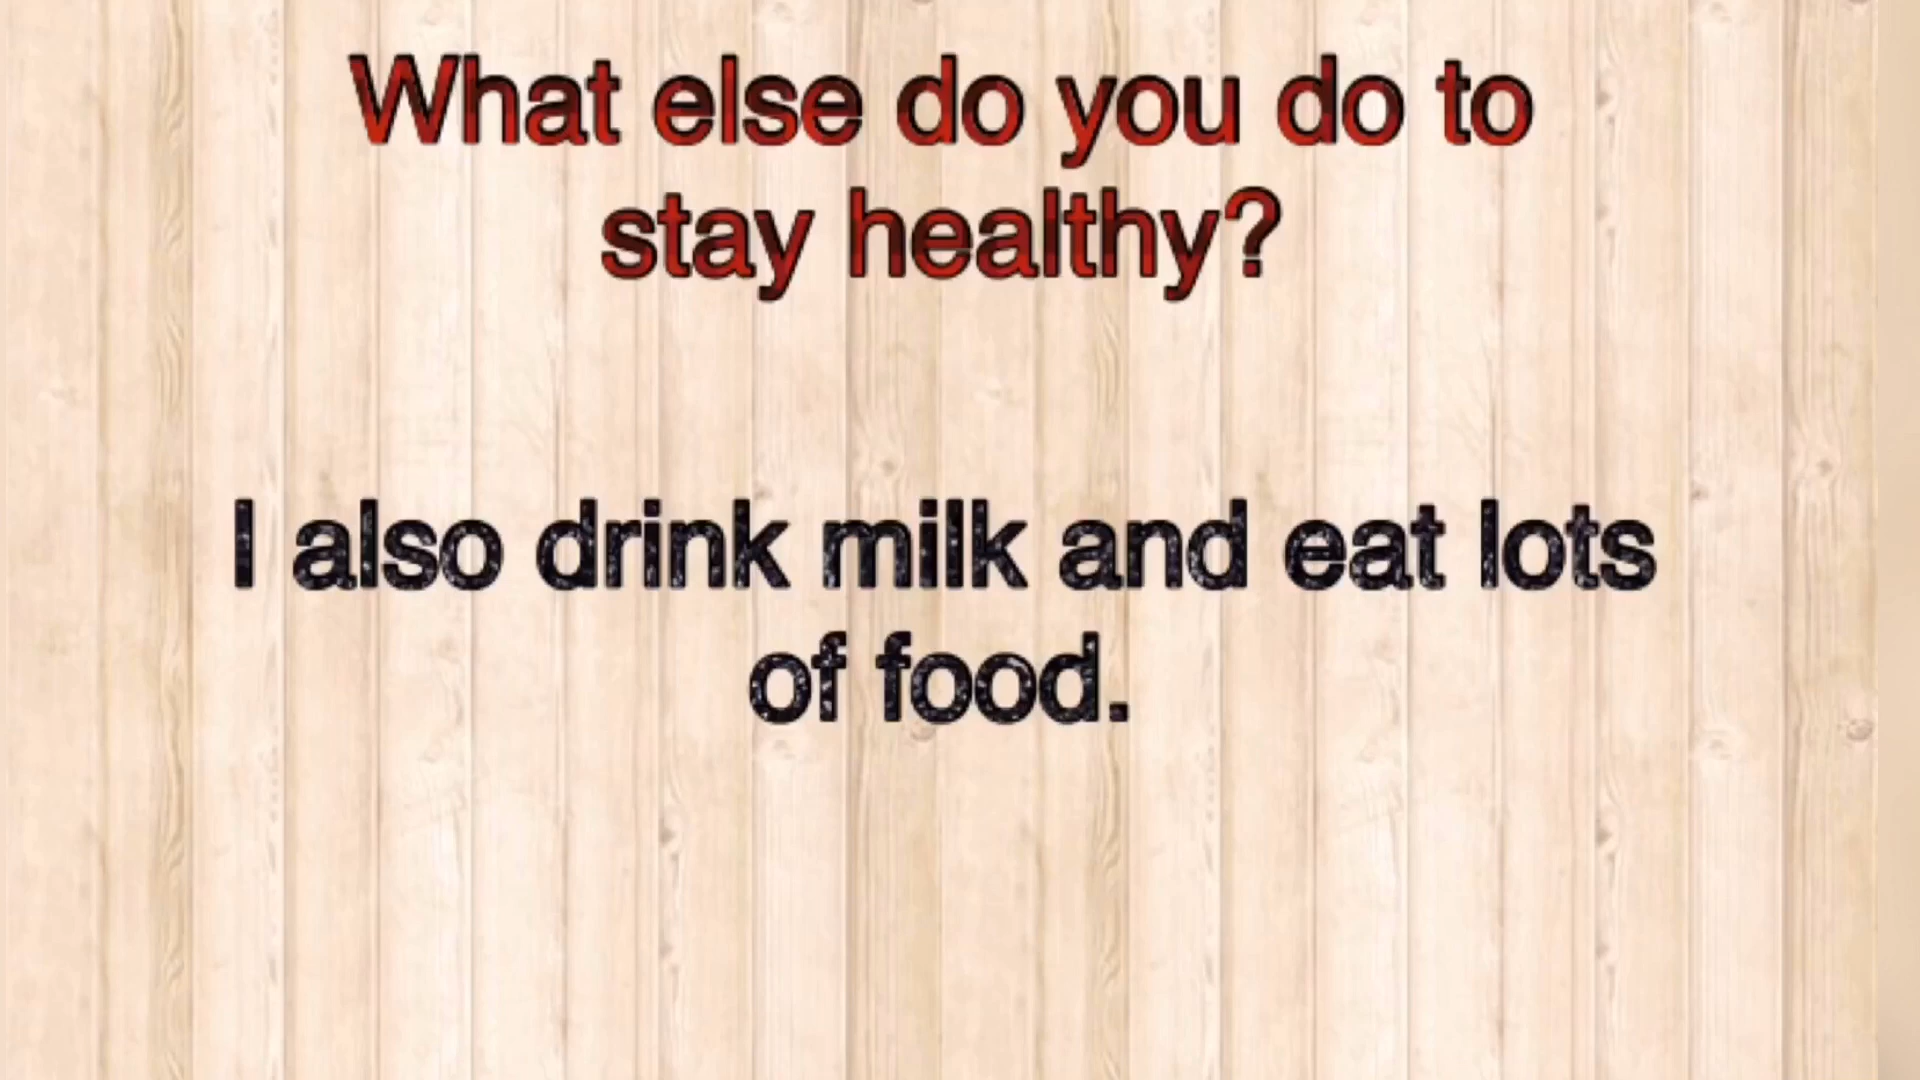 What else do you do to
stay healthy?
I also drink milk and eat lots
of food.